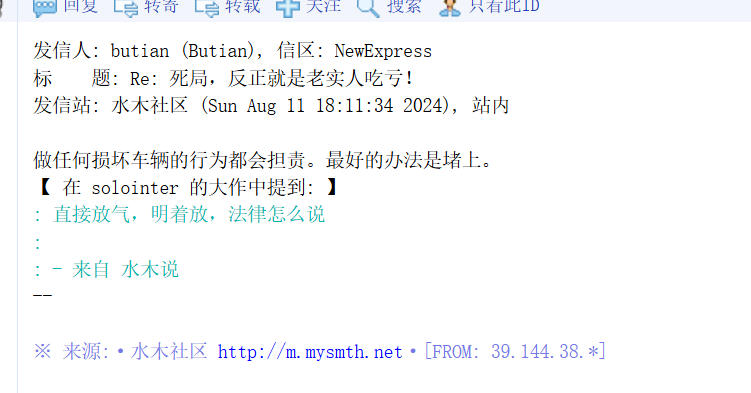 回复 转寄 转载 关注 搜索 只看此ID
发信人: butian (Butian), 信区: NewExpress
标    题: Re: 死局，反正就是老实人吃亏！
发信站: 水木社区 (Sun Aug 11 18:11:34 2024), 站内
做任何损坏车辆的行为都会担责。最好的办法是堵上。
【 在 solointer 的大作中提到: 】
: 直接放气，明着放，法律怎么说
:
: - 来自 水木说
--
※ 来源:·水木社区 http://m.mysmth.net·[FROM: 39.144.38.*]